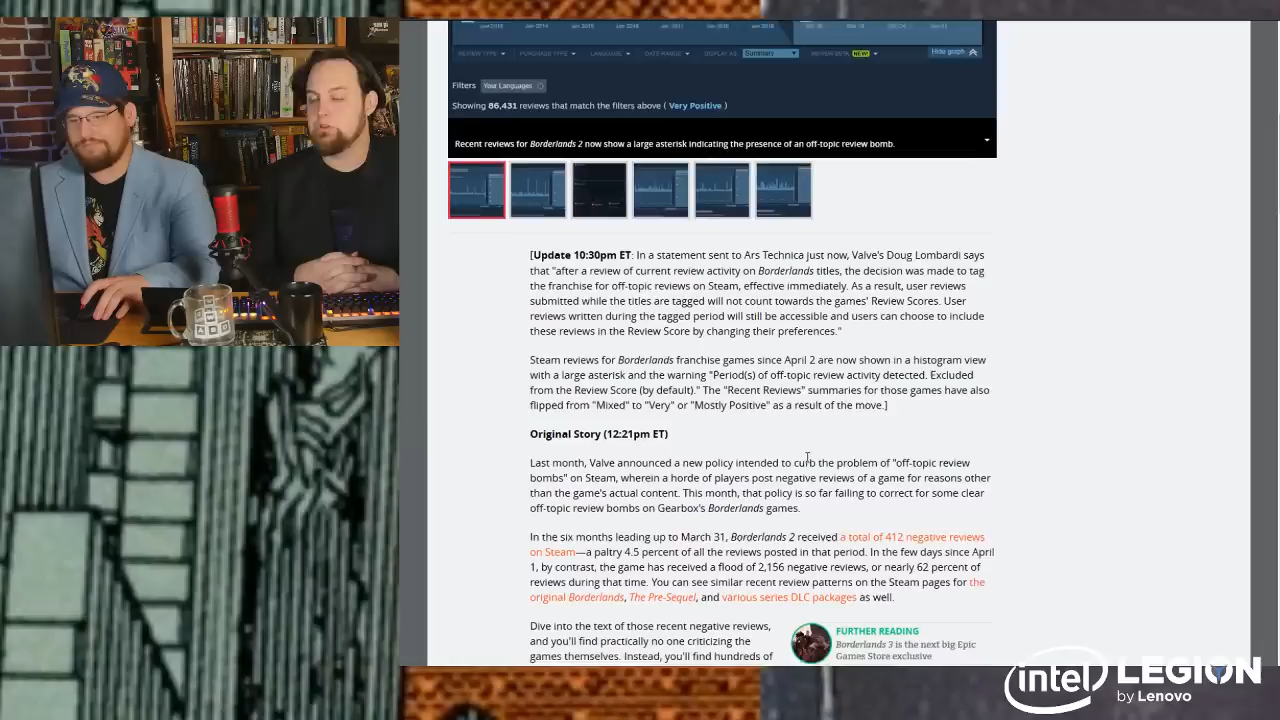 REVIEW TYPE PURCHASE TYPE LANGUAGE DATE RANGE DISPLAY AS Summary REVIEW BETA NEW! Hide graph
Filters Your Languages
Showing 86,431 reviews that match the filters above ( Very Positive )
Recent reviews for Borderlands 2 now show a large asterisk indicating the presence of an off-topic review bomb.
[Update 10:30pm ET: In a statement sent to Ars Technica just now, Valve's Doug Lombardi says
that "after a review of current review activity on Borderlands titles, the decision was made to tag
the franchise for off-topic reviews on Steam, effective immediately. As a result, user reviews
submitted while the titles are tagged will not count towards the games' Review Scores. User
reviews written during the tagged period will still be accessible and users can choose to include
these reviews in the Review Score by changing their preferences."
Steam reviews for Borderlands franchise games since April 2 are now shown in a histogram view
with a large asterisk and the warning "Period(s) of off-topic review activity detected. Excluded
from the Review Score (by default)." The "Recent Reviews" summaries for those games have also
flipped from "Mixed" to "Very" or "Mostly Positive" as a result of the move.]
Original Story (12:21pm ET)
Last month, Valve announced a new policy intended to curb the problem of "off-topic review
bombs" on Steam, wherein a horde of players post negative reviews of a game for reasons other
than the game's actual content. This month, that policy is so far failing to correct for some clear
off-topic review bombs on Gearbox's Borderlands games.
In the six months leading up to March 31, Borderlands 2 received a total of 412 negative reviews
on Steam—a paltry 4.5 percent of all the reviews posted in that period. In the few days since April
1, by contrast, the game has received a flood of 2,156 negative reviews, or nearly 62 percent of
reviews during that time. You can see similar recent review patterns on the Steam pages for the
original Borderlands, The Pre-Sequel, and various series DLC packages as well.
Dive into the text of those recent negative reviews,
and you'll find practically no one criticizing the
games themselves. Instead, you'll find hundreds of
FURTHER READING
Borderlands 3 is the next big Epic
Games Store exclusive
intel LEGION
by Lenovo